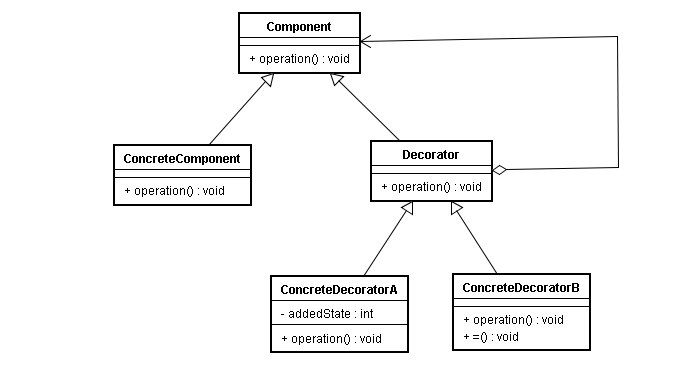 Component
+ operation() : void
ConcreteComponent
+ operation() : void
Decorator
+ operation() : void
ConcreteDecoratorA
- addedState : int
+ operation() : void
ConcreteDecoratorB
+ operation() : void
+ =() : void